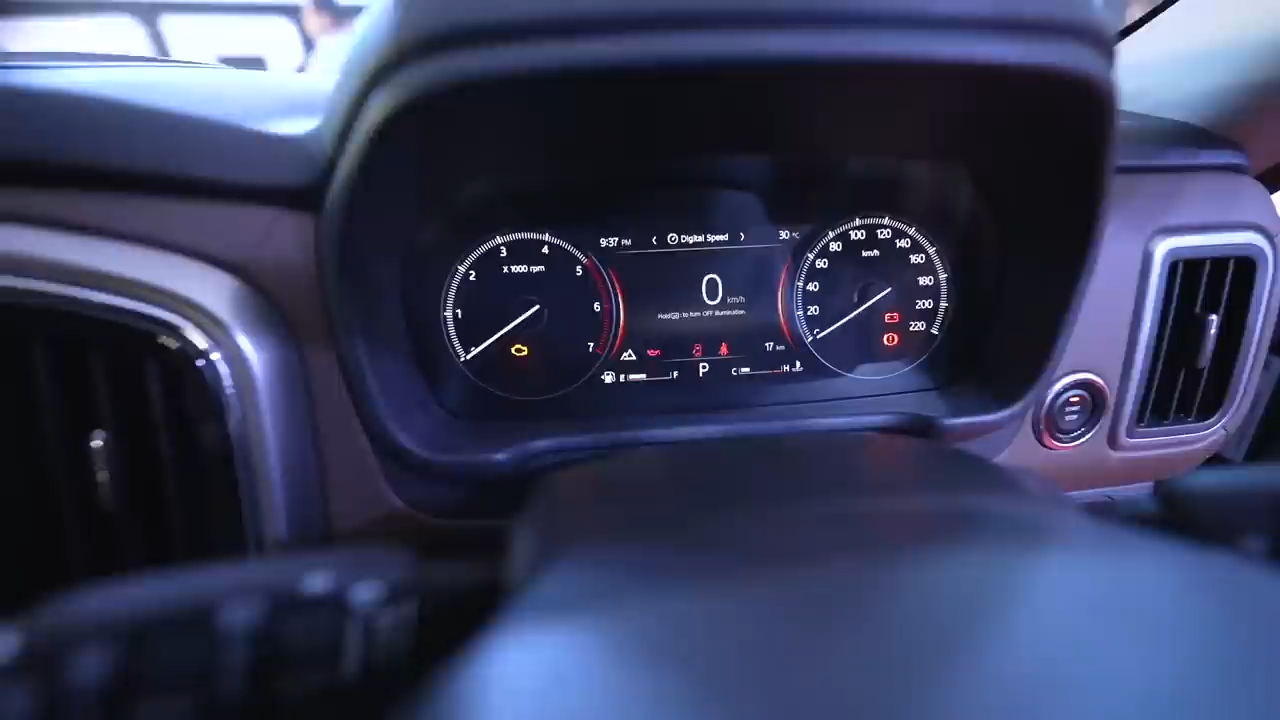 9:37 PM
Digital Speed
30 °C
1 2 3 4 5 6 7
X 1000 rpm
0 km/h
to turn OFF illumination.
20 40 60 80 100 120 140 160 180 200 220
km/h
17 km
E F
P
C H
START